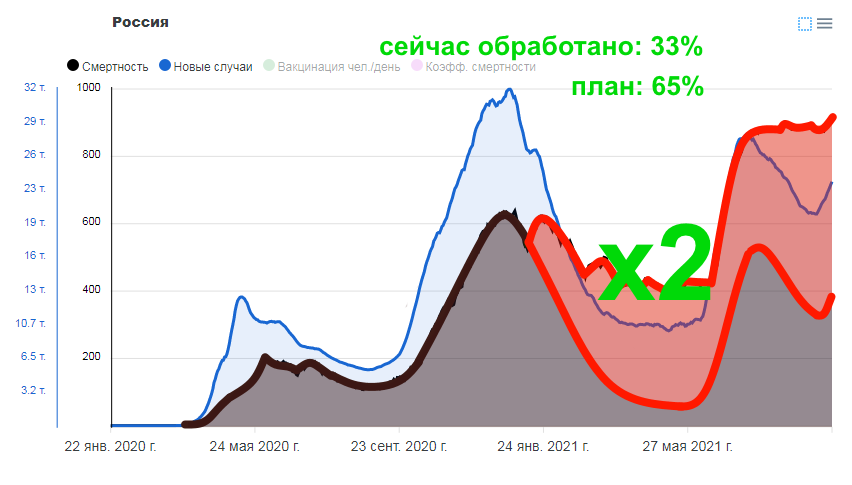 Россия
сейчас обработано: 33%
Смертность Новые случаи Вакцинация чел./день Коэфф. смертности
план: 65%
32 т. 1000
29 т.
26 т. 800
23 т.
19 т. 600
16 т.
x2
13 т. 400
10.7 т.
6.5 т. 200
3.2 т.
22 янв. 2020 г. 24 мая 2020 г. 23 сент. 2020 г. 24 янв. 2021 г. 27 мая 2021 г.